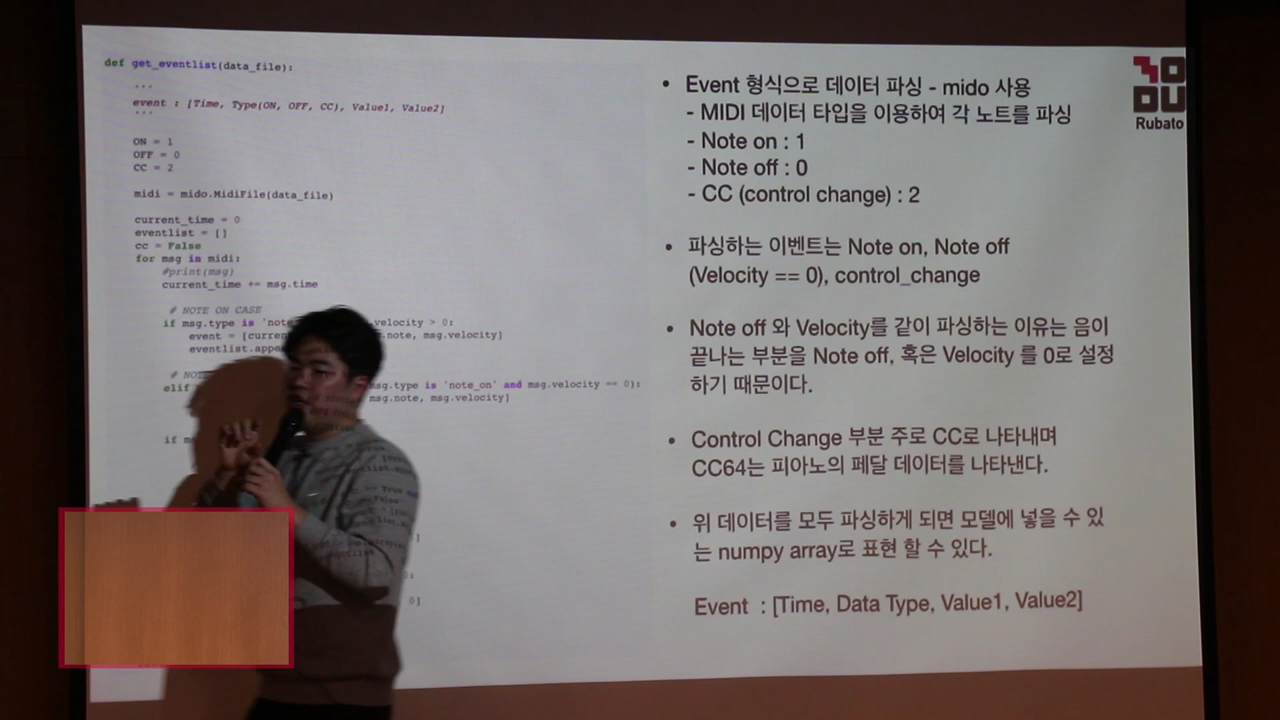 def get_eventlist(data_file):
'''
event : [Time, Type(ON, OFF, CC), Value1, Value2]
'''
ON = 1
OFF = 0
CC = 2
midi = mido.MidiFile(data_file)
current_time = 0
eventlist = []
cc = False
for msg in midi:
#print(msg)
current_time += msg.time
# NOTE ON CASE
if msg.type is 'note velocity > 0:
event = [curren .note, msg.velocity]
eventlist.appe
# NOT
elif msg.type is 'note_on' and msg.velocity == 0):
msg.note, msg.velocity]
if m
• Event 형식으로 데이터 파싱 - mido 사용
- MIDI 데이터 타입을 이용하여 각 노트를 파싱
- Note on : 1
- Note off : 0
- CC (control change) : 2
• 파싱하는 이벤트는 Note on, Note off
(Velocity == 0), control_change
• Note off 와 Velocity를 같이 파싱하는 이유는 음이
끝나는 부분을 Note off, 혹은 Velocity 를 0로 설정
하기 때문이다.
• Control Change 부분 주로 CC로 나타내며
CC64는 피아노의 페달 데이터를 나타낸다.
• 위 데이터를 모두 파싱하게 되면 모델에 넣을 수 있
는 numpy array로 표현 할 수 있다.
Event : [Time, Data Type, Value1, Value2]
Rubato